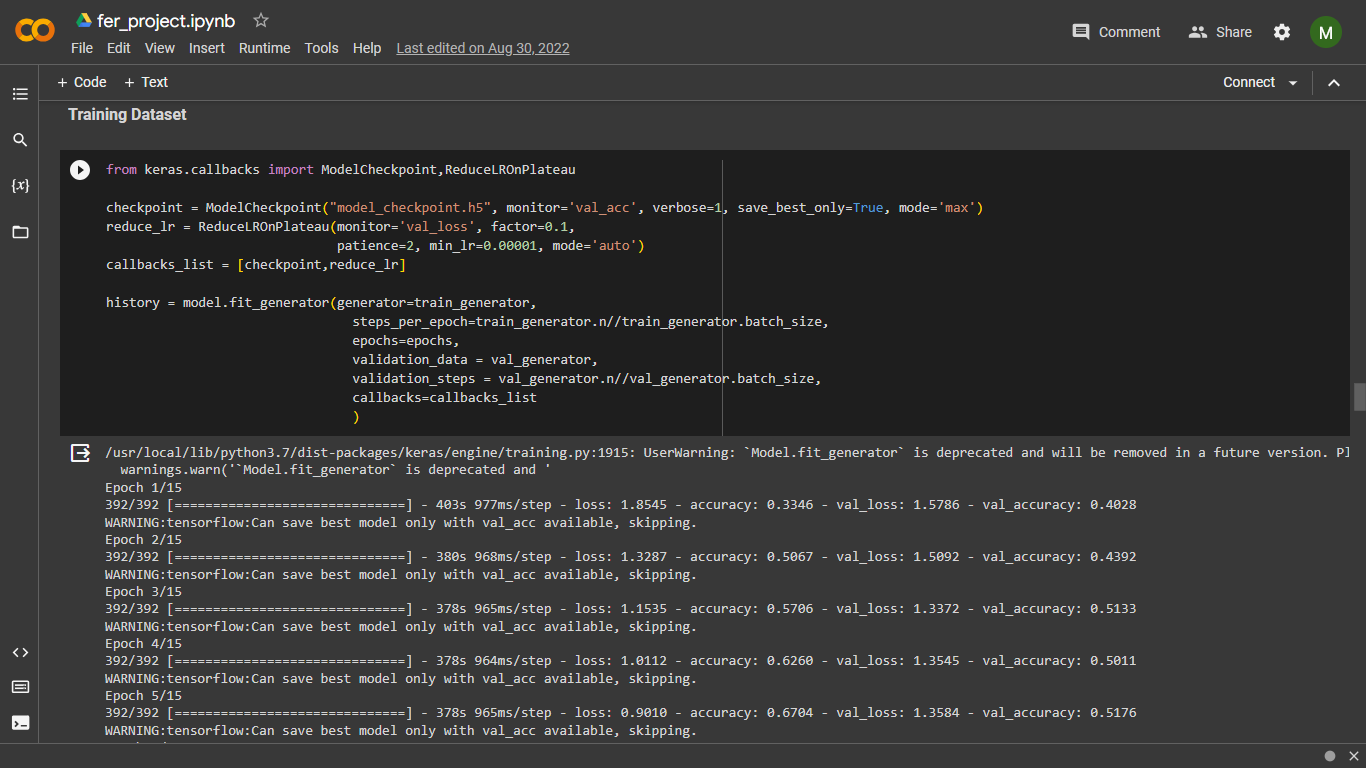 fer_project.ipynb
File Edit View Insert Runtime Tools Help Last edited on Aug 30, 2022
Comment Share M
+ Code + Text
Connect
Training Dataset
{x}
from keras.callbacks import ModelCheckpoint,ReduceLROnPlateau
checkpoint = ModelCheckpoint("model_checkpoint.h5", monitor='val_acc', verbose=1, save_best_only=True, mode='max')
reduce_lr = ReduceLROnPlateau(monitor='val_loss', factor=0.1,
patience=2, min_lr=0.00001, mode='auto')
callbacks_list = [checkpoint,reduce_lr]
history = model.fit_generator(generator=train_generator,
steps_per_epoch=train_generator.n//train_generator.batch_size,
epochs=epochs,
validation_data = val_generator,
validation_steps = val_generator.n//val_generator.batch_size,
callbacks=callbacks_list
)
/usr/local/lib/python3.7/dist-packages/keras/engine/training.py:1915: UserWarning: `Model.fit_generator` is deprecated and will be removed in a future version. Pl
warnings.warn('`Model.fit_generator` is deprecated and '
Epoch 1/15
392/392 [==============================] - 403s 977ms/step - loss: 1.8545 - accuracy: 0.3346 - val_loss: 1.5786 - val_accuracy: 0.4028
WARNING:tensorflow:Can save best model only with val_acc available, skipping.
Epoch 2/15
392/392 [==============================] - 380s 968ms/step - loss: 1.3287 - accuracy: 0.5067 - val_loss: 1.5092 - val_accuracy: 0.4392
WARNING:tensorflow:Can save best model only with val_acc available, skipping.
Epoch 3/15
392/392 [==============================] - 378s 965ms/step - loss: 1.1535 - accuracy: 0.5706 - val_loss: 1.3372 - val_accuracy: 0.5133
WARNING:tensorflow:Can save best model only with val_acc available, skipping.
Epoch 4/15
392/392 [==============================] - 378s 964ms/step - loss: 1.0112 - accuracy: 0.6260 - val_loss: 1.3545 - val_accuracy: 0.5011
WARNING:tensorflow:Can save best model only with val_acc available, skipping.
Epoch 5/15
392/392 [==============================] - 378s 965ms/step - loss: 0.9010 - accuracy: 0.6704 - val_loss: 1.3584 - val_accuracy: 0.5176
WARNING:tensorflow:Can save best model only with val_acc available, skipping.